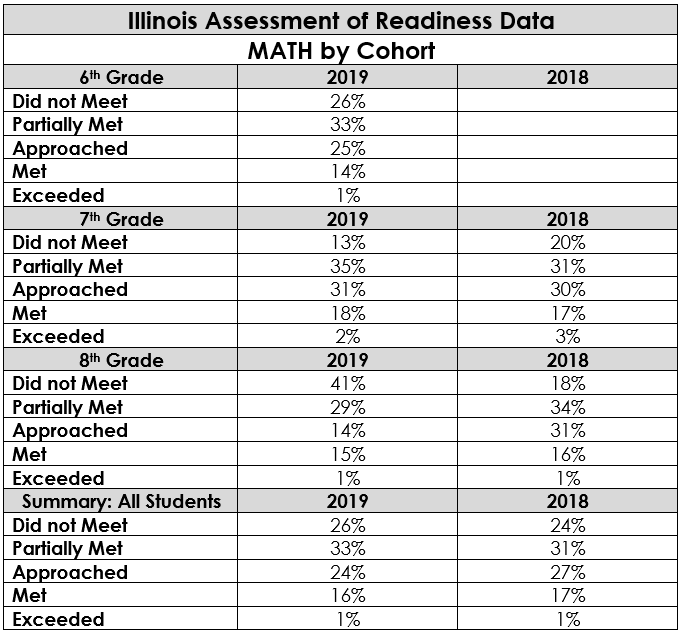 Illinois Assessment of Readiness Data
MATH by Cohort
6th Grade 2019 2018
Did not Meet 26%
Partially Met 33%
Approached 25%
Met 14%
Exceeded 1%
7th Grade 2019 2018
Did not Meet 13% 20%
Partially Met 35% 31%
Approached 31% 30%
Met 18% 17%
Exceeded 2% 3%
8th Grade 2019 2018
Did not Meet 41% 18%
Partially Met 29% 34%
Approached 14% 31%
Met 15% 16%
Exceeded 1% 1%
Summary: All Students 2019 2018
Did not Meet 26% 24%
Partially Met 33% 31%
Approached 24% 27%
Met 16% 17%
Exceeded 1% 1%